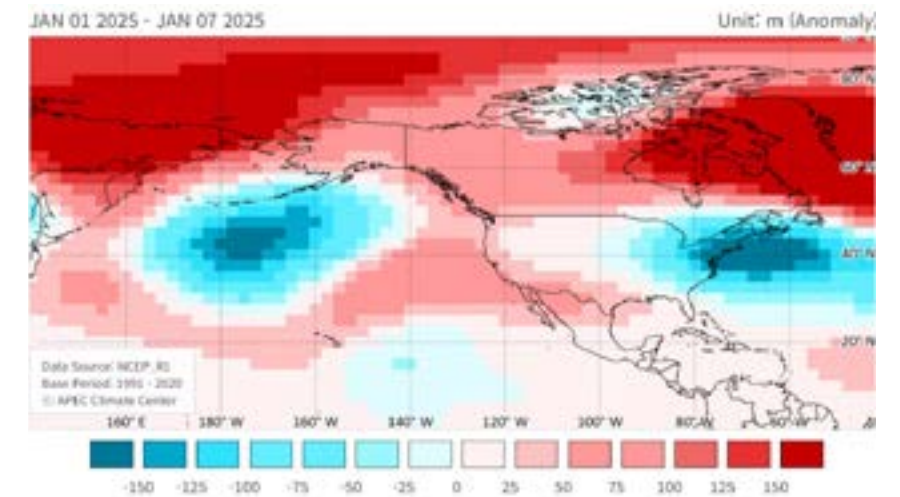 JAN 01 2025 - JAN 07 2025
Unit: m (Anomaly)
80° N
60° N
40° N
20° N
Data Source: NCEP_R1
Base Period: 1991 - 2020
© APEC Climate Center
160° E 180° W 160° W 140° W 120° W 100° W 80° W 60° W
-150 -125 -100 -75 -50 -25 0 25 50 75 100 125 150